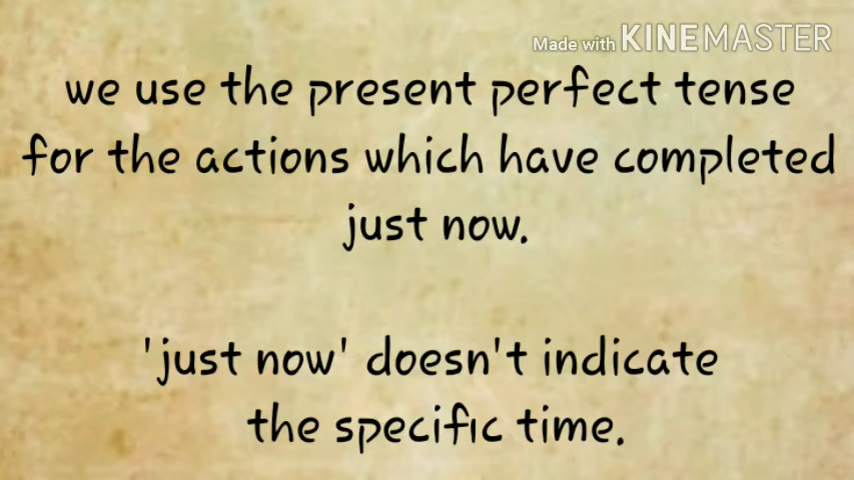 Made with KINEMASTER
we use the present perfect tense
for the actions which have completed
just now.
'just now' doesn't indicate
the specific time.